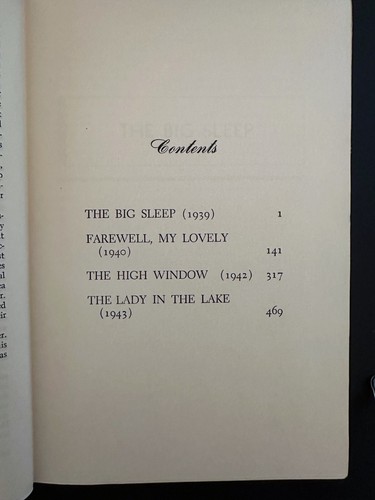 Contents
THE BIG SLEEP (1939) 1
FAREWELL, MY LOVELY
(1940) 141
THE HIGH WINDOW (1942) 317
THE LADY IN THE LAKE
(1943) 469